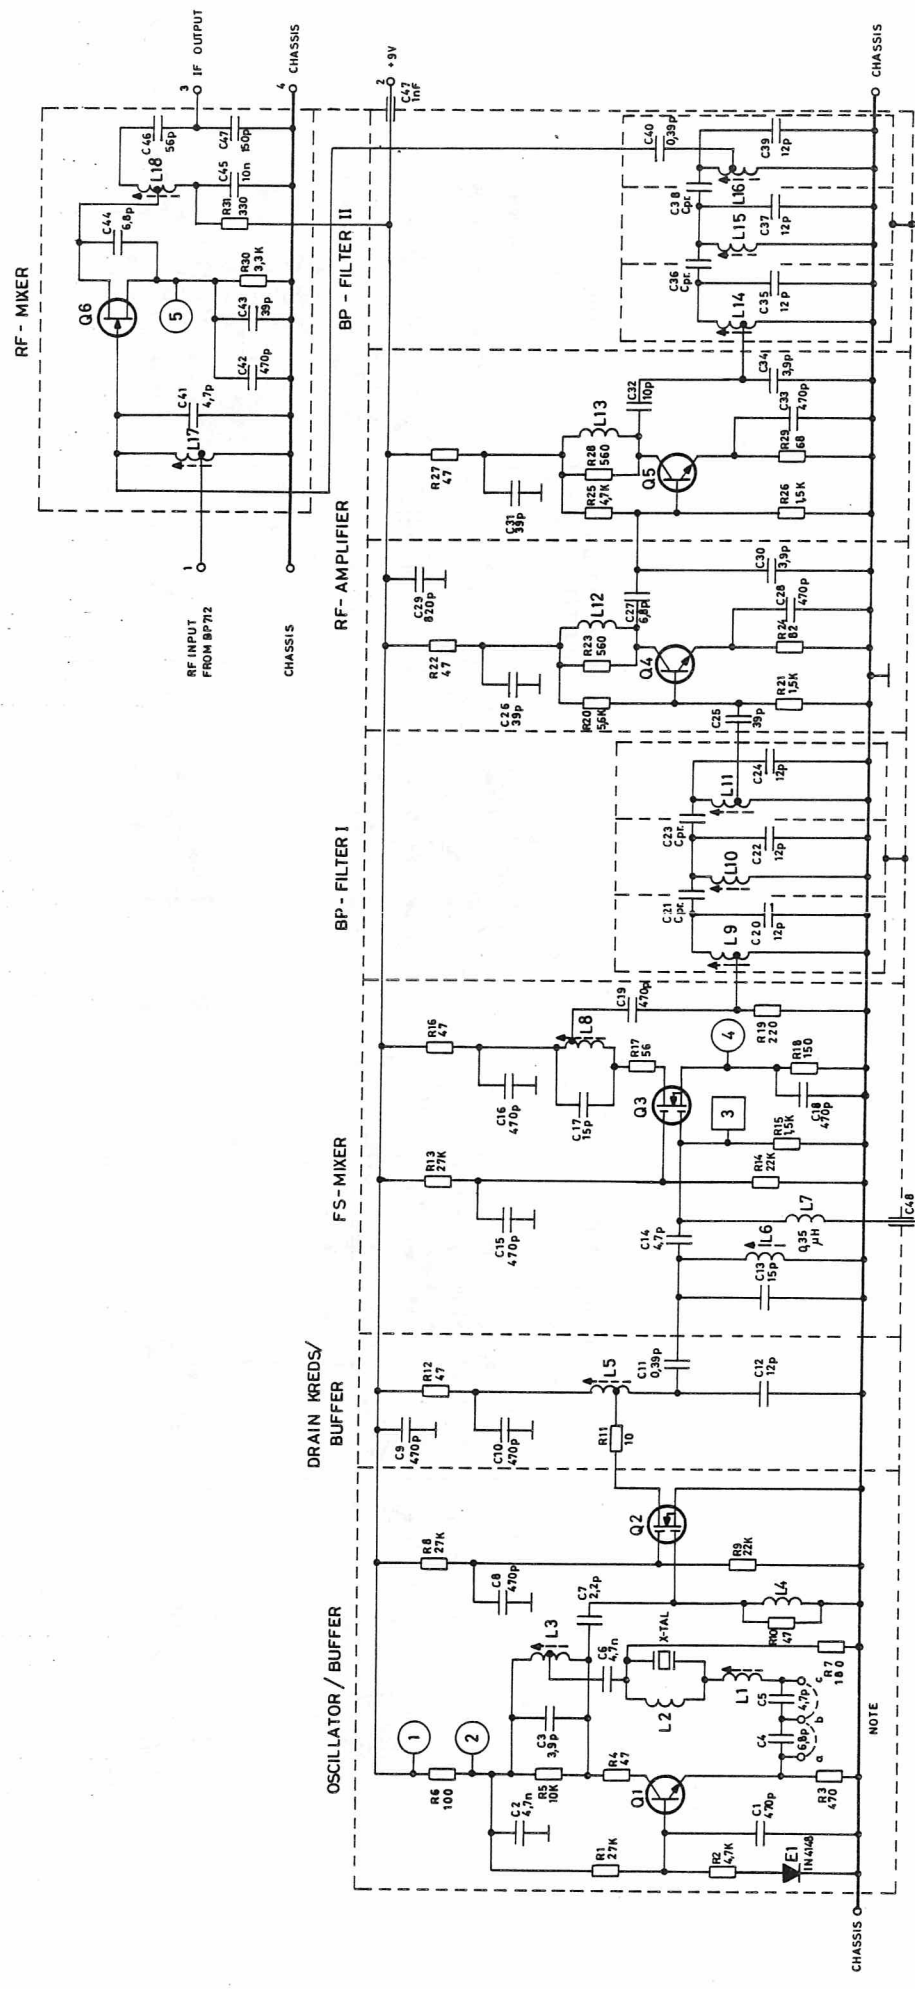 RF - MIXER
Q6
C44
6,8p
L18
C46
56p
3
IF OUTPUT
C47
150p
C45
10n
R31
330
R30
3,3K
C43
39p
C42
470p
5
C41
4,7p
L17
4
CHASSIS
1
RF INPUT
FROM BP712
CHASSIS
2
+9V
C47
1nF
OSCILLATOR / BUFFER
1
2
R6
100
C2
4,7n
R5
10K
C3
3,9p
L3
R4
47
R1
27K
Q1
R2
4,7K
E1
1N4148
C1
470p
R3
470
C4
6,8p
C5
4,7p
a
b
c
L1
L2
X-TAL
C6
4,7n
R7
180
C7
2,2p
R10
47
L4
C8
470p
R8
27K
R9
22K
Q2
NOTE
CHASSIS
DRAIN KREDS/
BUFFER
C9
470p
R12
47
C10
470p
R11
10
L5
C11
0,39p
C12
12p
FS-MIXER
R13
27K
C15
470p
C14
4,7p
C13
15p
L6
L7
0,35
µH
C48
R14
22K
R15
1,5K
3
Q3
R16
47
C16
470p
C17
15p
L8
R17
56
C19
470p
4
R19
220
R18
150
C18
470p
BP-FILTER I
L9
C20
12p
C21
Cpr.
L10
C22
12p
C23
Cpr.
L11
C24
12p
RF-AMPLIFIER
R22
47
C29
820p
C26
39p
R20
5,6K
R23
560
L12
C25
39p
Q4
C27
6,8p
R21
1,5K
R24
82
C28
470p
C30
3,9p
R27
47
C31
39p
R25
4,7K
R28
560
L13
Q5
C32
10p
R26
1,5K
R29
68
C33
470p
C34
3,9p
BP - FILTER II
L14
C35
12p
C36
Cpr.
L15
C37
12p
C38
Cpr.
L16
C39
12p
C40
0,39p
CHASSIS